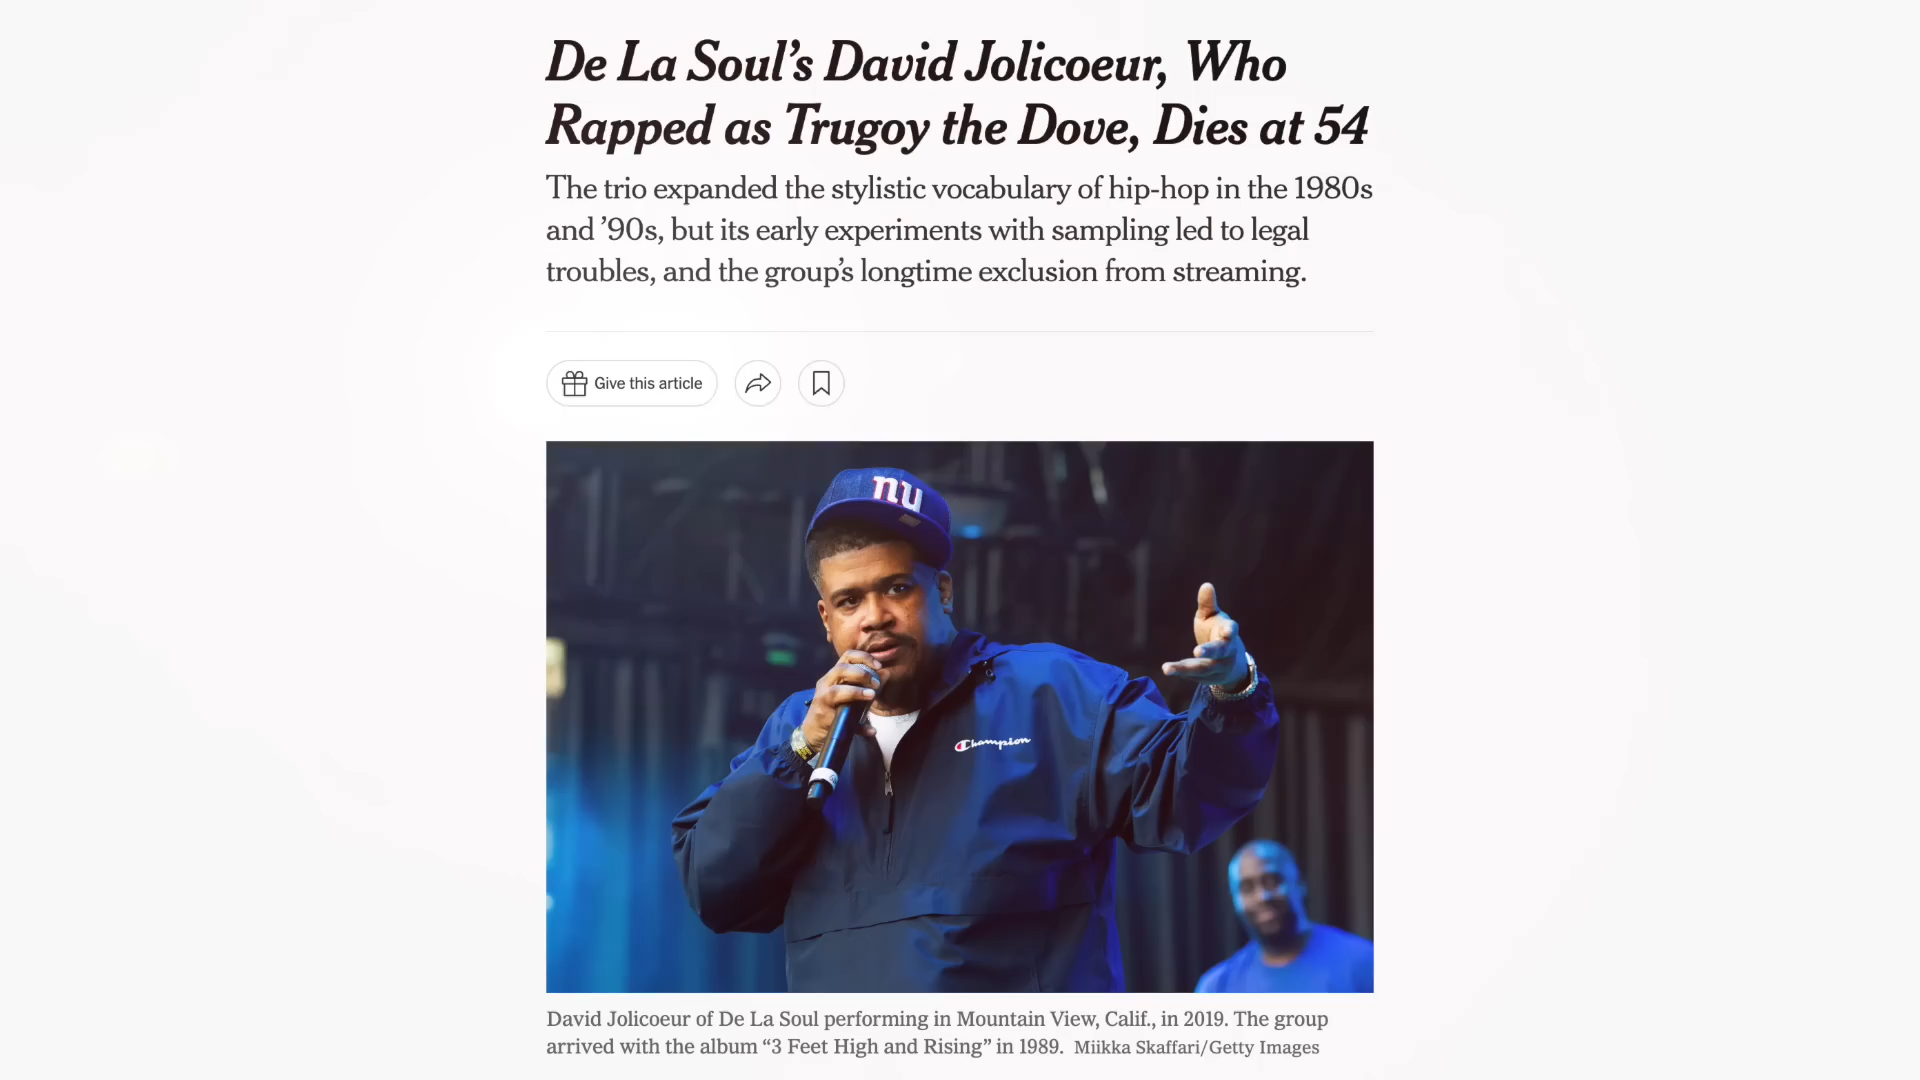 De La Soul’s David Jolicoeur, Who
Rapped as Trugoy the Dove, Dies at 54
The trio expanded the stylistic vocabulary of hip-hop in the 1980s
and ’90s, but its early experiments with sampling led to legal
troubles, and the group’s longtime exclusion from streaming.
Give this article
nu
Champion
David Jolicoeur of De La Soul performing in Mountain View, Calif., in 2019. The group
arrived with the album “3 Feet High and Rising” in 1989. Miikka Skaffari/Getty Images